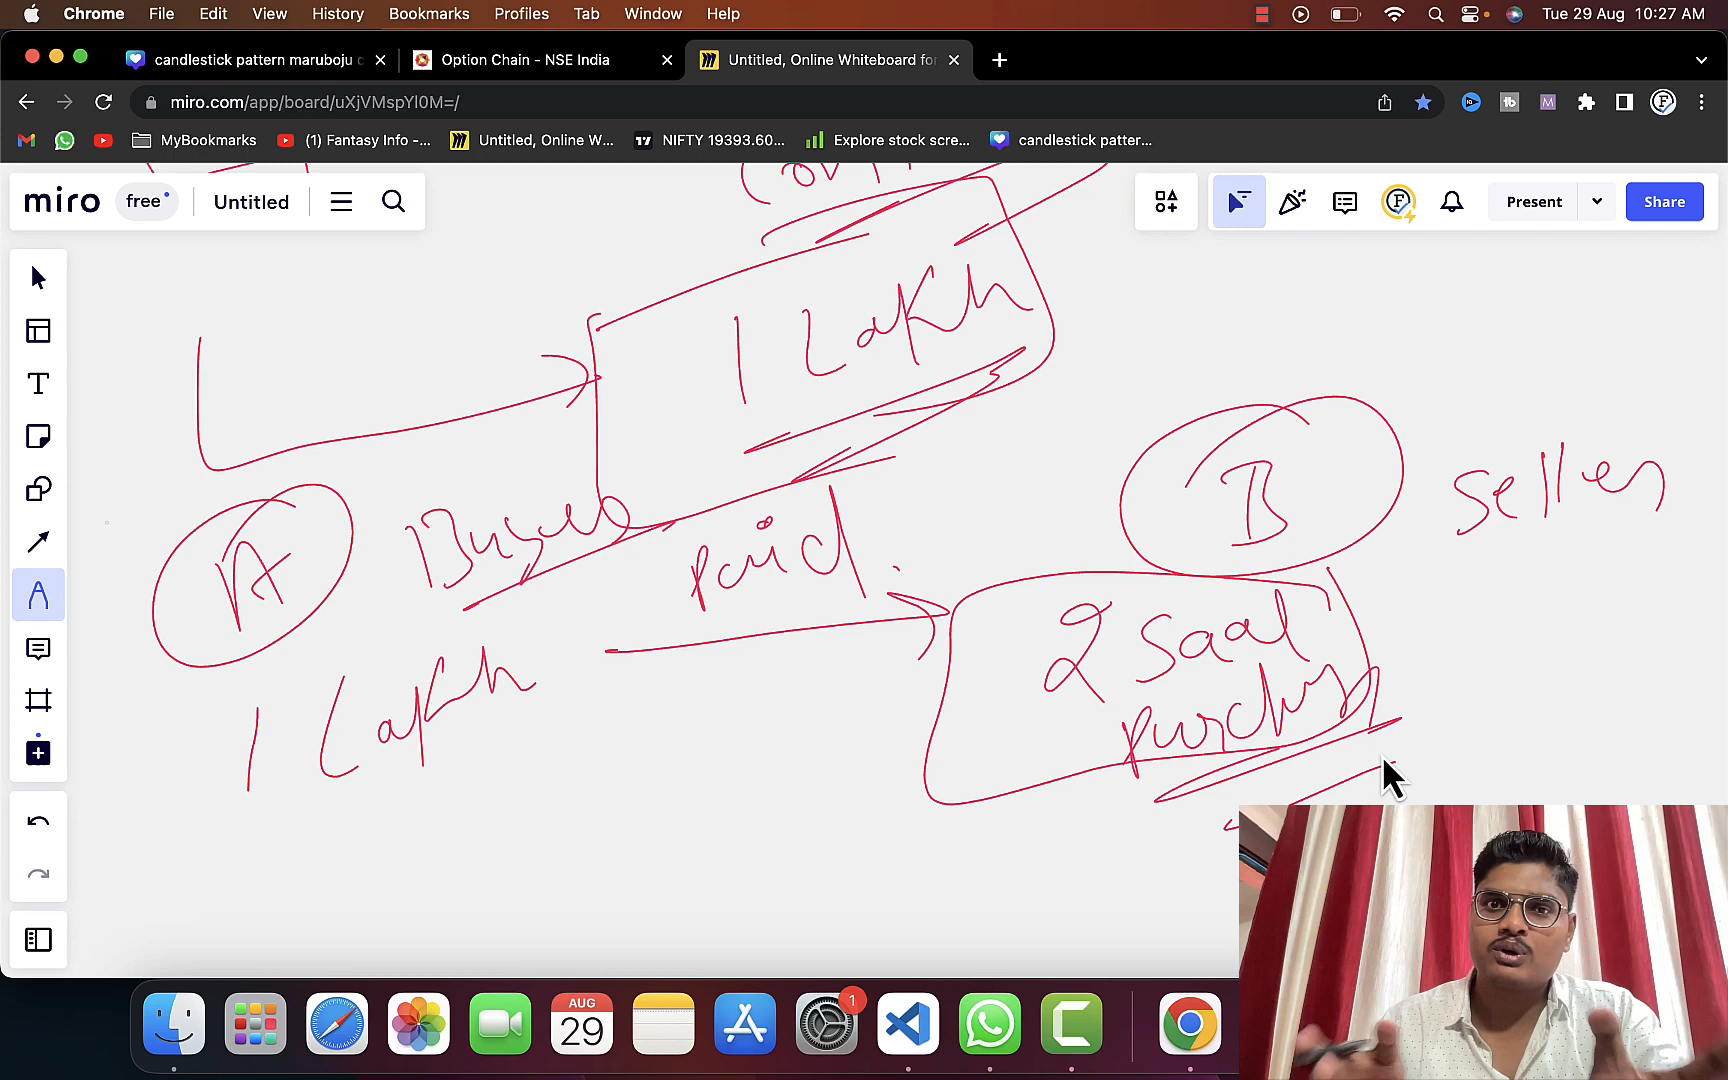 Chrome File Edit View History Bookmarks Profiles Tab Window Help Tue 29 Aug 10:27 AM
candlestick pattern maruboju c Option Chain - NSE India Untitled, Online Whiteboard for
miro.com/app/board/uXjVMspYl0M=/
MyBookmarks (1) Fantasy Info -... Untitled, Online W... NIFTY 19393.60... Explore stock scre... candlestick patter...
miro free Untitled Present Share
1 Lakh
B Seller
A
paid
2 Saal
1 Lakh
AUG
29
1